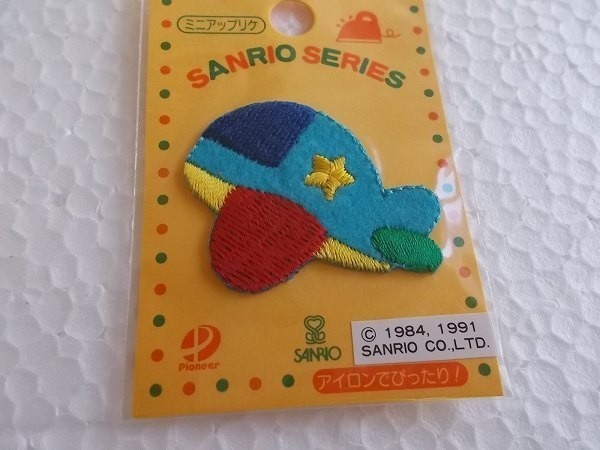 ミニアップリケ
SANRIO SERIES
Pioneer
SANRIO
© 1984, 1991
SANRIO CO.,LTD.
アイロンでぴったり!